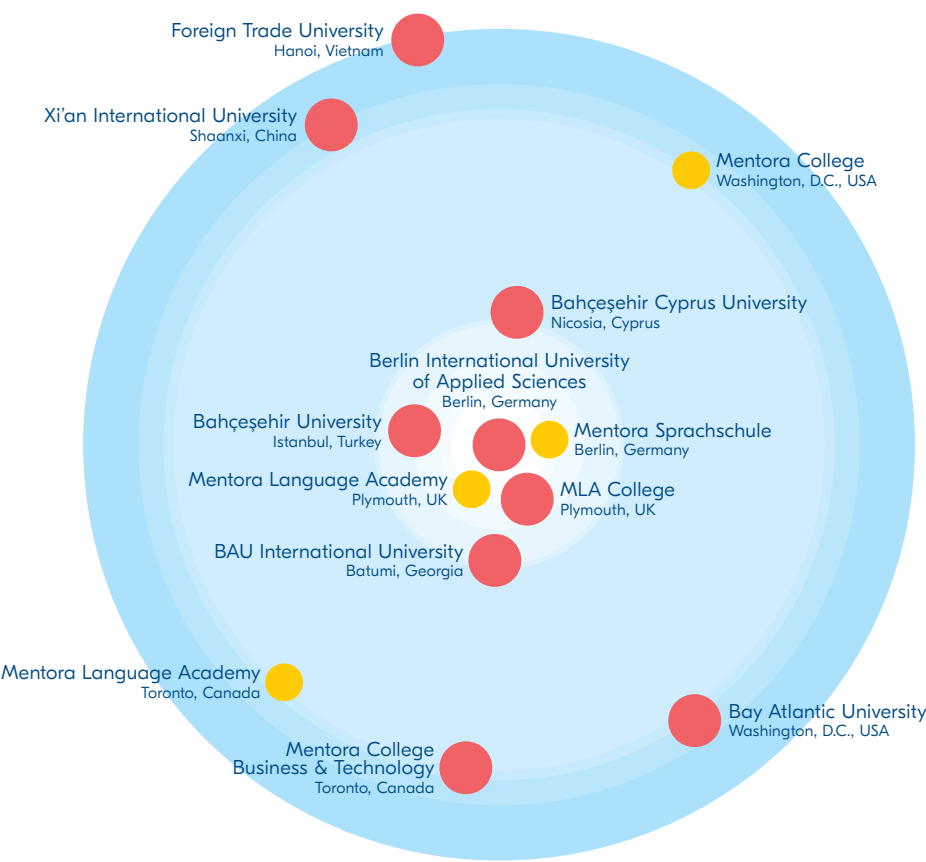 Foreign Trade University
Hanoi, Vietnam
Xi’an International University
Shaanxi, China
Mentora College
Washington, D.C., USA
Bahçeşehir Cyprus University
Nicosia, Cyprus
Berlin International University
of Applied Sciences
Berlin, Germany
Bahçeşehir University
Istanbul, Turkey
Mentora Sprachschule
Berlin, Germany
Mentora Language Academy
Plymouth, UK
MLA College
Plymouth, UK
BAU International University
Batumi, Georgia
Mentora Language Academy
Toronto, Canada
Bay Atlantic University
Washington, D.C., USA
Mentora College
Business & Technology
Toronto, Canada